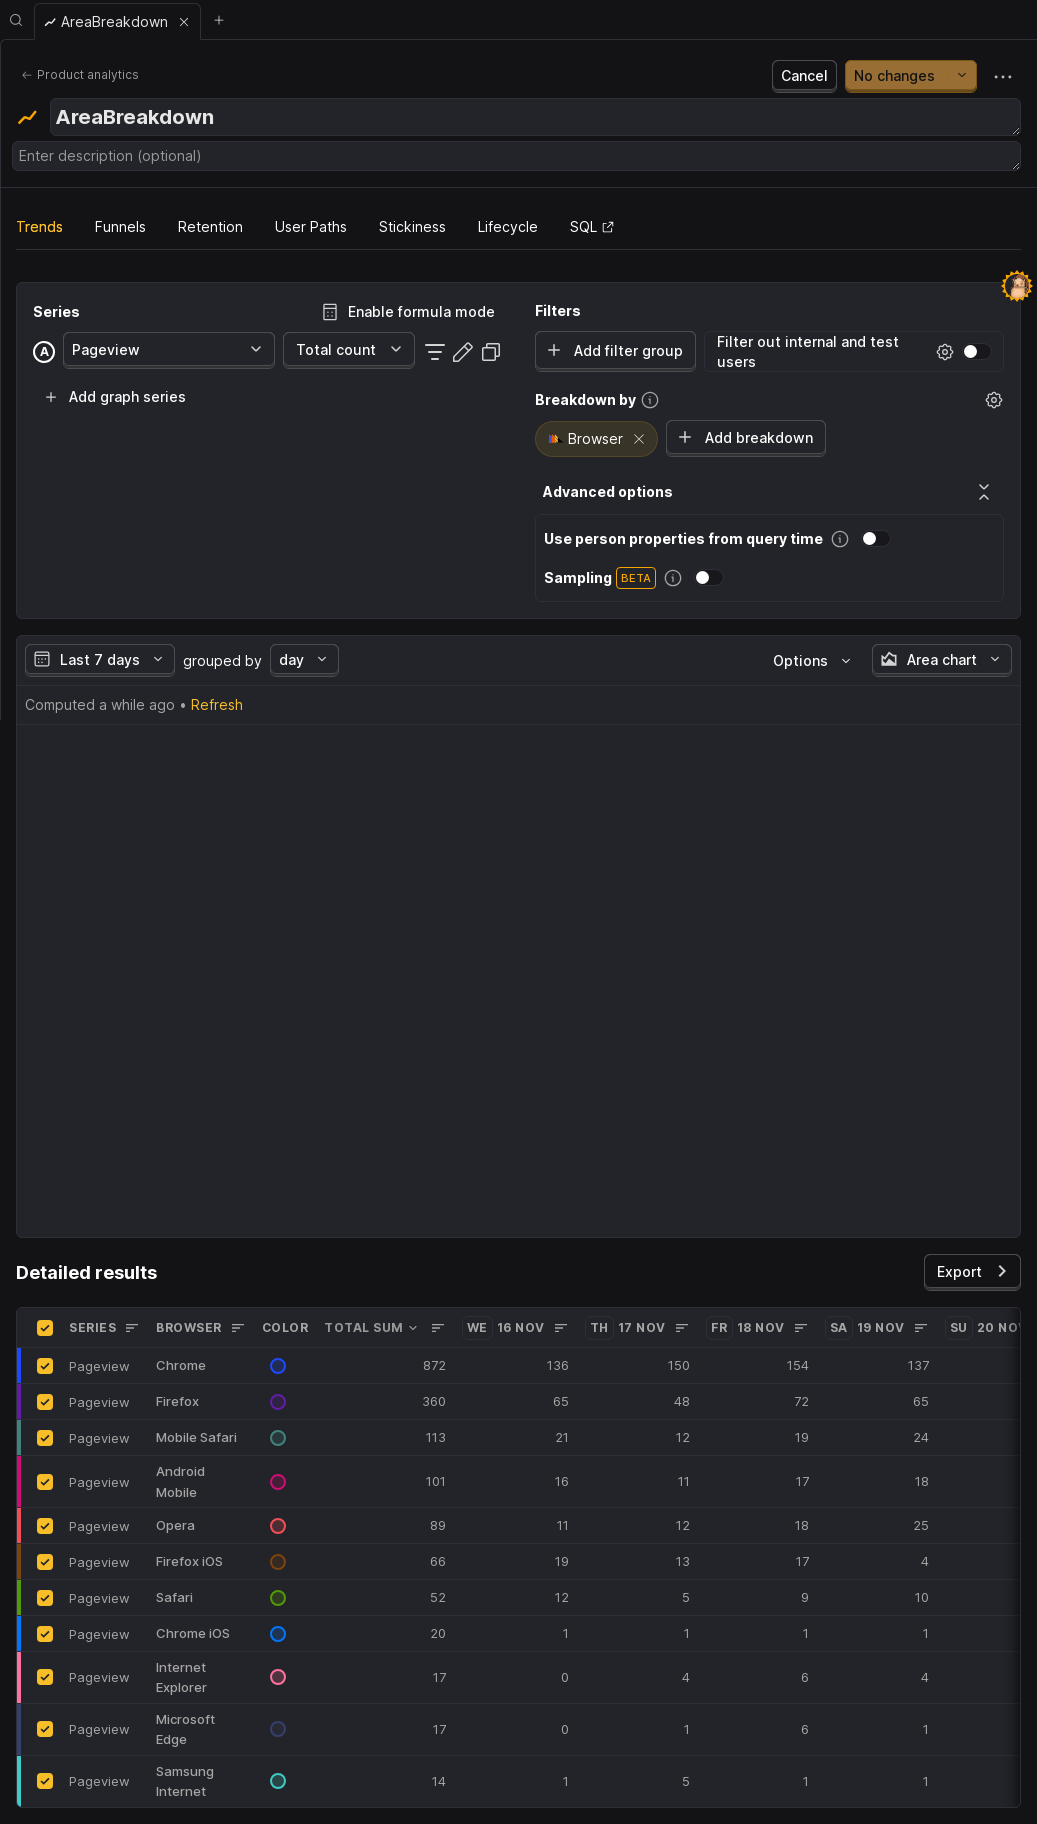 AreaBreakdown
Product analytics
Cancel
No changes
AreaBreakdown
Enter description (optional)
Trends Funnels Retention User Paths Stickiness Lifecycle SQL
Series
Enable formula mode
A Pageview Total count
Add graph series
Filters
Add filter group
Filter out internal and test
users
Breakdown by
Browser
Add breakdown
Advanced options
Use person properties from query time
Sampling BETA
Last 7 days grouped by day Options Area chart
Computed a while ago • Refresh
Detailed results
Export
SERIES BROWSER COLOR TOTAL SUM WE 16 NOV TH 17 NOV FR 18 NOV SA 19 NOV SU 20 NOV
Pageview Chrome 872 136 150 154 137
Pageview Firefox 360 65 48 72 65
Pageview Mobile Safari 113 21 12 19 24
Pageview Android Mobile 101 16 11 17 18
Pageview Opera 89 11 12 18 25
Pageview Firefox iOS 66 19 13 17 4
Pageview Safari 52 12 5 9 10
Pageview Chrome iOS 20 1 1 1 1
Pageview Internet Explorer 17 0 4 6 4
Pageview Microsoft Edge 17 0 1 6 1
Pageview Samsung Internet 14 1 5 1 1